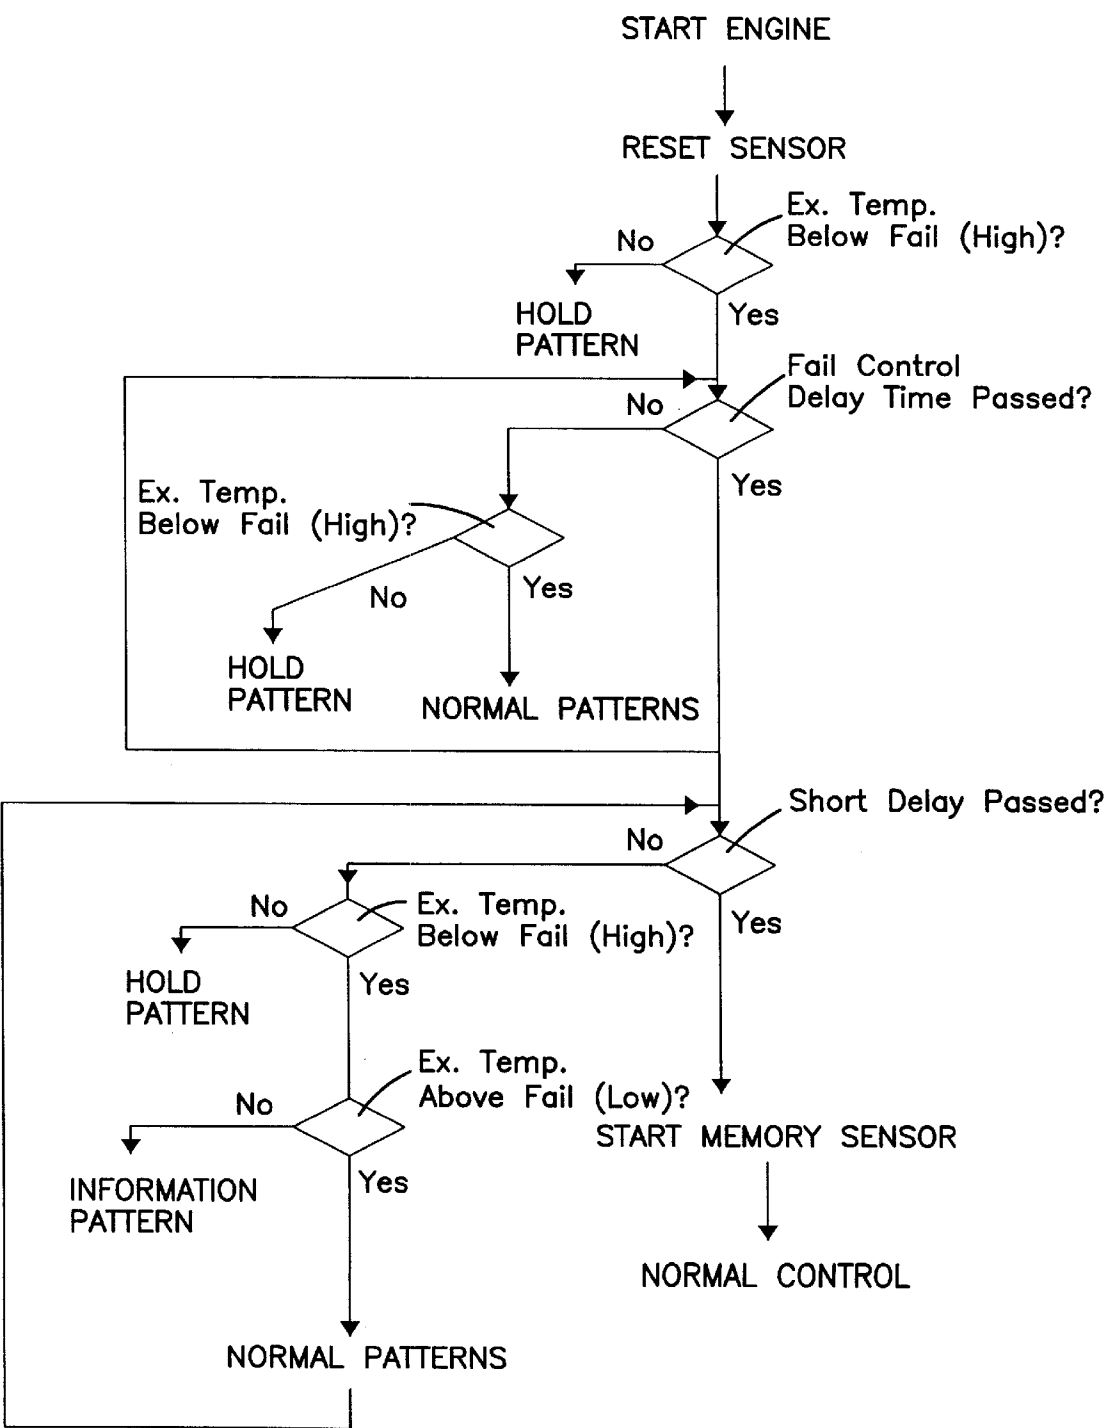 START ENGINE
RESET SENSOR
Ex. Temp.
Below Fail (High)?
No
HOLD
PATTERN
Yes
Fail Control
Delay Time Passed?
No
Yes
Ex. Temp.
Below Fail (High)?
No
Yes
HOLD
PATTERN
NORMAL PATTERNS
Short Delay Passed?
No
Yes
Ex. Temp.
Below Fail (High)?
No
HOLD
PATTERN
Yes
Ex. Temp.
Above Fail (Low)?
No
INFORMATION
PATTERN
Yes
START MEMORY SENSOR
NORMAL CONTROL
NORMAL PATTERNS